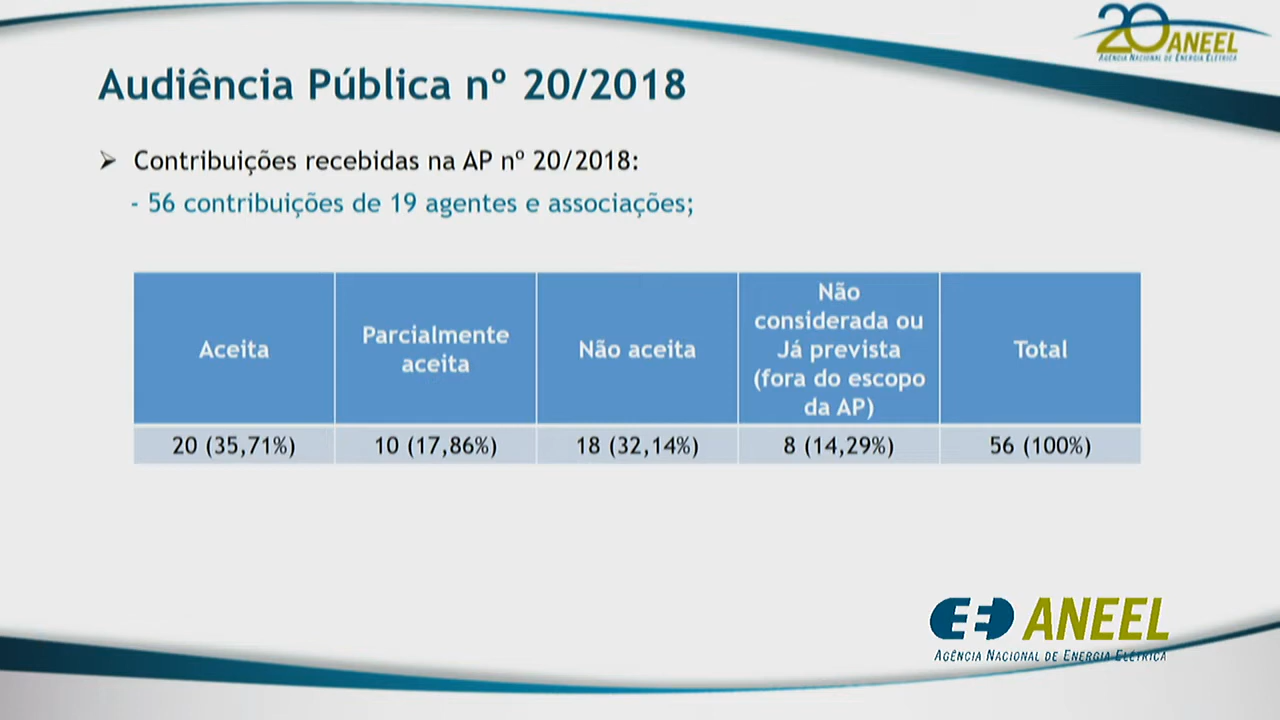 20 ANEEL
AGÊNCIA NACIONAL DE ENERGIA ELÉTRICA
Audiência Pública nº 20/2018
➢ Contribuições recebidas na AP nº 20/2018:
- 56 contribuições de 19 agentes e associações;
Aceita
Parcialmente
aceita
Não aceita
Não
considerada ou
Já prevista
(fora do escopo
da AP)
Total
20 (35,71%)
10 (17,86%)
18 (32,14%)
8 (14,29%)
56 (100%)
ANEEL
AGÊNCIA NACIONAL DE ENERGIA ELÉTRICA